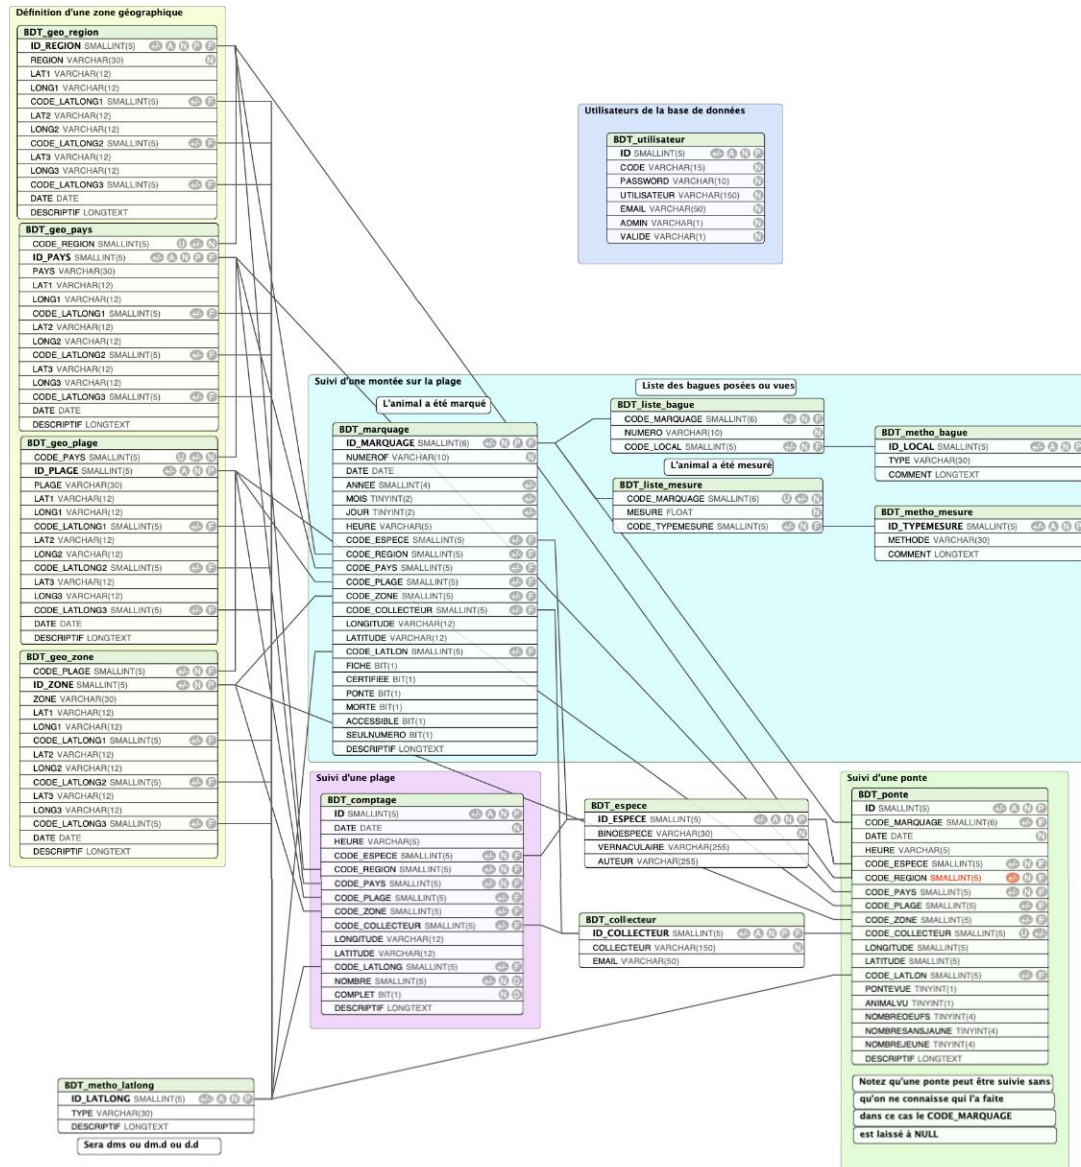 Définition d'une zone géographique
BDT_geo_region
ID_REGION SMALLINT(5) +/- A N P F
REGION VARCHAR(30) N
LAT1 VARCHAR(12)
LONG1 VARCHAR(12)
CODE_LATLONG1 SMALLINT(5) +/- F
LAT2 VARCHAR(12)
LONG2 VARCHAR(12)
CODE_LATLONG2 SMALLINT(5) +/- F
LAT3 VARCHAR(12)
LONG3 VARCHAR(12)
CODE_LATLONG3 SMALLINT(5) +/- F
DATE DATE
DESCRIPTIF LONGTEXT
BDT_geo_pays
CODE_REGION SMALLINT(5) U +/- N
ID_PAYS SMALLINT(5) +/- A N P F
PAYS VARCHAR(30)
LAT1 VARCHAR(12)
LONG1 VARCHAR(12)
CODE_LATLONG1 SMALLINT(5) +/- F
LAT2 VARCHAR(12)
LONG2 VARCHAR(12)
CODE_LATLONG2 SMALLINT(5) +/- F
LAT3 VARCHAR(12)
LONG3 VARCHAR(12)
CODE_LATLONG3 SMALLINT(5) +/- F
DATE DATE
DESCRIPTIF LONGTEXT
BDT_geo_plage
CODE_PAYS SMALLINT(5) U +/- N
ID_PLAGE SMALLINT(5) +/- A N P
PLAGE VARCHAR(30)
LAT1 VARCHAR(12)
LONG1 VARCHAR(12)
CODE_LATLONG1 SMALLINT(5) +/- F
LAT2 VARCHAR(12)
LONG2 VARCHAR(12)
CODE_LATLONG2 SMALLINT(5) +/- F
LAT3 VARCHAR(12)
LONG3 VARCHAR(12)
CODE_LATLONG3 SMALLINT(5) +/- F
DATE DATE
DESCRIPTIF LONGTEXT
BDT_geo_zone
CODE_PLAGE SMALLINT(5) +/- N F
ID_ZONE SMALLINT(5) +/- N P
ZONE VARCHAR(30)
LAT1 VARCHAR(12)
LONG1 VARCHAR(12)
CODE_LATLONG1 SMALLINT(5) +/- F
LAT2 VARCHAR(12)
LONG2 VARCHAR(12)
CODE_LATLONG2 SMALLINT(5) +/- F
LAT3 VARCHAR(12)
LONG3 VARCHAR(12)
CODE_LATLONG3 SMALLINT(5) +/- F
DATE DATE
DESCRIPTIF LONGTEXT
Utilisateurs de la base de données
BDT_utilisateur
ID SMALLINT(5) +/- A N P
CODE VARCHAR(15) N
PASSWORD VARCHAR(10) N
UTILISATEUR VARCHAR(150) N
EMAIL VARCHAR(50) N
ADMIN VARCHAR(1) N
VALIDE VARCHAR(1) N
Suivi d'une montée sur la plage
L'animal a été marqué
BDT_marquage
ID_MARQUAGE SMALLINT(6) +/- N P F
NUMEROF VARCHAR(10) N
DATE DATE
ANNEE SMALLINT(4) +/-
MOIS TINYINT(2) +/-
JOUR TINYINT(2) +/-
HEURE VARCHAR(5)
CODE_ESPECE SMALLINT(5) +/- F
CODE_REGION SMALLINT(5) +/- F
CODE_PAYS SMALLINT(5) +/- F
CODE_PLAGE SMALLINT(5) +/- F
CODE_ZONE SMALLINT(5) +/- F
CODE_COLLECTEUR SMALLINT(5) +/- F
LONGITUDE VARCHAR(12)
LATITUDE VARCHAR(12)
CODE_LATLON SMALLINT(5) +/- F
FICHE BIT(1)
CERTIFIEE BIT(1)
PONTE BIT(1)
MORTE BIT(1)
ACCESSIBLE BIT(1)
SEULNUMERO BIT(1)
DESCRIPTIF LONGTEXT
Liste des bagues posées ou vues
BDT_liste_bague
CODE_MARQUAGE SMALLINT(6) +/- N F
NUMERO VARCHAR(10) N
CODE_LOCAL SMALLINT(5) +/- N F
L'animal a été mesuré
BDT_liste_mesure
CODE_MARQUAGE SMALLINT(6) U +/- N
MESURE FLOAT N
CODE_TYPEMESURE SMALLINT(5) +/- N F
BDT_metho_bague
ID_LOCAL SMALLINT(5) +/- A N P
TYPE VARCHAR(30)
COMMENT LONGTEXT
BDT_metho_mesure
ID_TYPEMESURE SMALLINT(5) +/- A N P
METHODE VARCHAR(30)
COMMENT LONGTEXT
Suivi d'une plage
BDT_comptage
ID SMALLINT(5) +/- A N P
DATE DATE N
HEURE VARCHAR(5)
CODE_ESPECE SMALLINT(5) +/- N F
CODE_REGION SMALLINT(5) +/- N F
CODE_PAYS SMALLINT(5) +/- N F
CODE_PLAGE SMALLINT(5) +/- F
CODE_ZONE SMALLINT(5) +/- F
CODE_COLLECTEUR SMALLINT(5) +/- F
LONGITUDE VARCHAR(12)
LATITUDE VARCHAR(12)
CODE_LATLONG SMALLINT(5) +/- F
NOMBRE SMALLINT(5) +/- N D
COMPLET BIT(1) N D
DESCRIPTIF LONGTEXT
BDT_espece
ID_ESPECE SMALLINT(5) +/- A N P
BINOESPECE VARCHAR(30) N
VERNACULAIRE VARCHAR(255)
AUTEUR VARCHAR(255)
BDT_collecteur
ID_COLLECTEUR SMALLINT(5) +/- A N P F
COLLECTEUR VARCHAR(150) N
EMAIL VARCHAR(50)
Suivi d'une ponte
BDT_ponte
ID SMALLINT(5) +/- A N P
CODE_MARQUAGE SMALLINT(6) +/- F
DATE DATE N
HEURE VARCHAR(5)
CODE_ESPECE SMALLINT(5) +/- N F
CODE_REGION SMALLINT(5) +/- N F
CODE_PAYS SMALLINT(5) +/- N F
CODE_PLAGE SMALLINT(5) +/- F
CODE_ZONE SMALLINT(5) +/- F
CODE_COLLECTEUR SMALLINT(5) U +/-
LONGITUDE SMALLINT(5)
LATITUDE SMALLINT(5)
CODE_LATLON SMALLINT(5) +/- F
PONTEVUE TINYINT(1)
ANIMALVU TINYINT(1)
NOMBREOEUFS TINYINT(4)
NOMBRESANSJAUNE TINYINT(4)
NOMBREJEUNE TINYINT(4)
DESCRIPTIF LONGTEXT
Notez qu'une ponte peut être suivie sans
qu'on ne connaisse qui l'a faite
dans ce cas le CODE_MARQUAGE
est laissé à NULL
BDT_metho_latlong
ID_LATLONG SMALLINT(5) +/- A N P
TYPE VARCHAR(30)
DESCRIPTIF LONGTEXT
Sera dms ou dm.d ou d.d